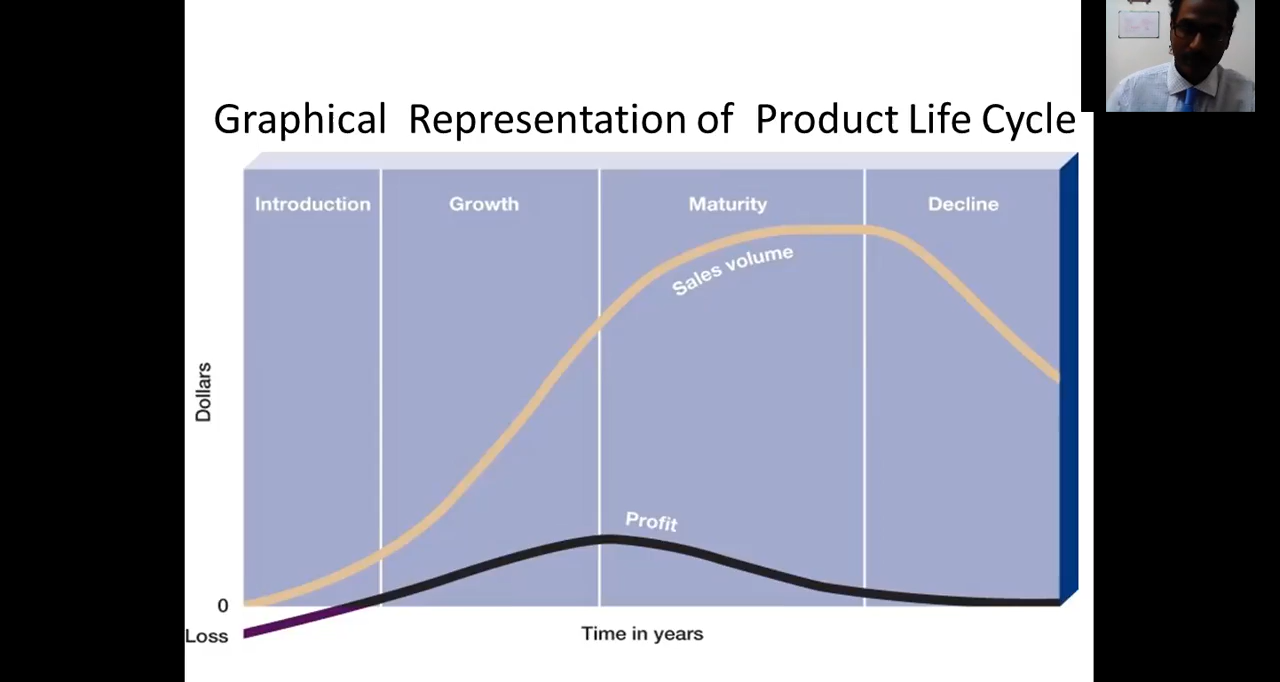 Graphical Representation of Product Life Cycle
Introduction
Growth
Maturity
Decline
Sales volume
Dollars
Profit
0
Loss
Time in years